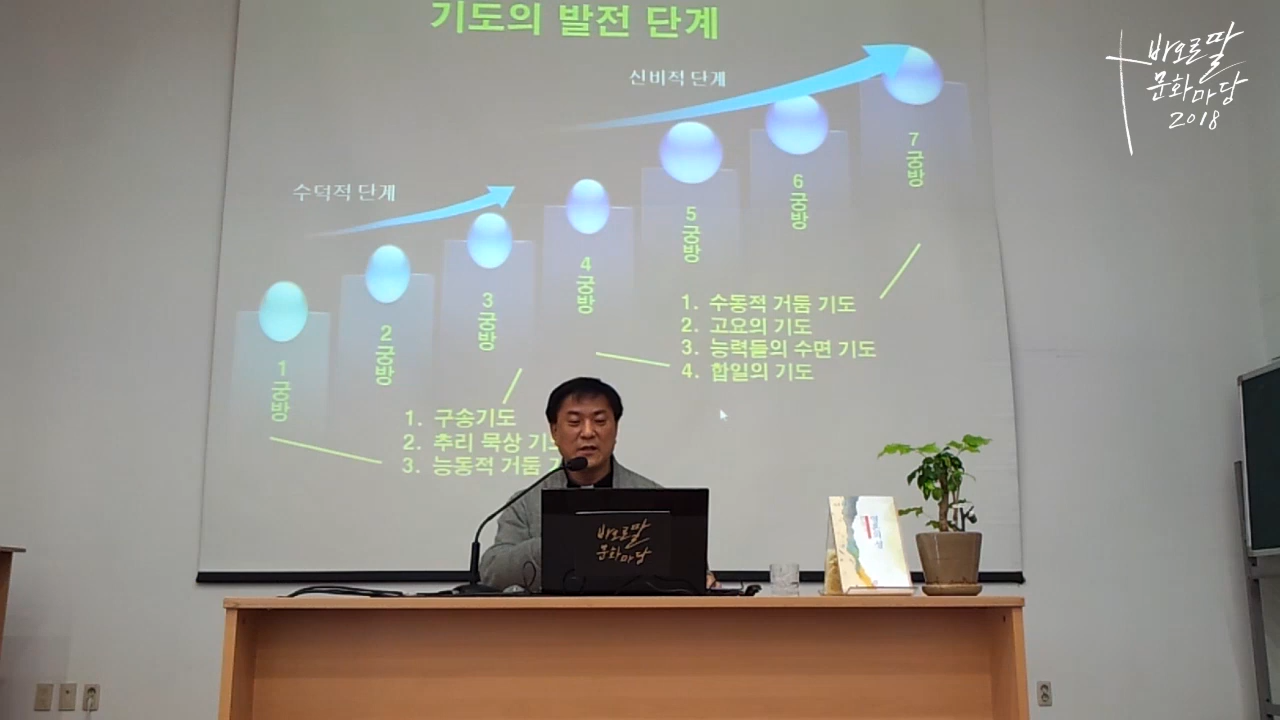 기도의 발전 단계
신비적 단계
수덕적 단계
1궁방
2궁방
3궁방
4궁방
5궁방
6궁방
7궁방
1. 수동적 거둠 기도
2. 고요의 기도
3. 능력들의 수면 기도
4. 합일의 기도
1. 구송기도
2. 추리 묵상
3. 능동적 거둠
바오로딸
문화마당
2018
바오로딸
문화마당